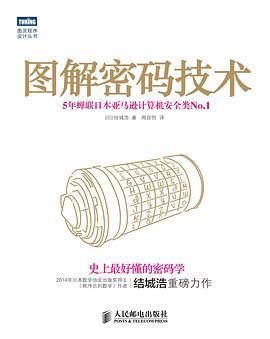 TURING
图灵程序
设计丛书
图解密码技术
5年蝉联日本亚马逊计算机安全类No.1
[日]结城浩 著 周自恒 译
史上最好懂的密码学
2014年日本数学协会出版奖得主
《程序员的数学》作者
结城浩重磅力作
人民邮电出版社
POSTS & TELECOM PRESS